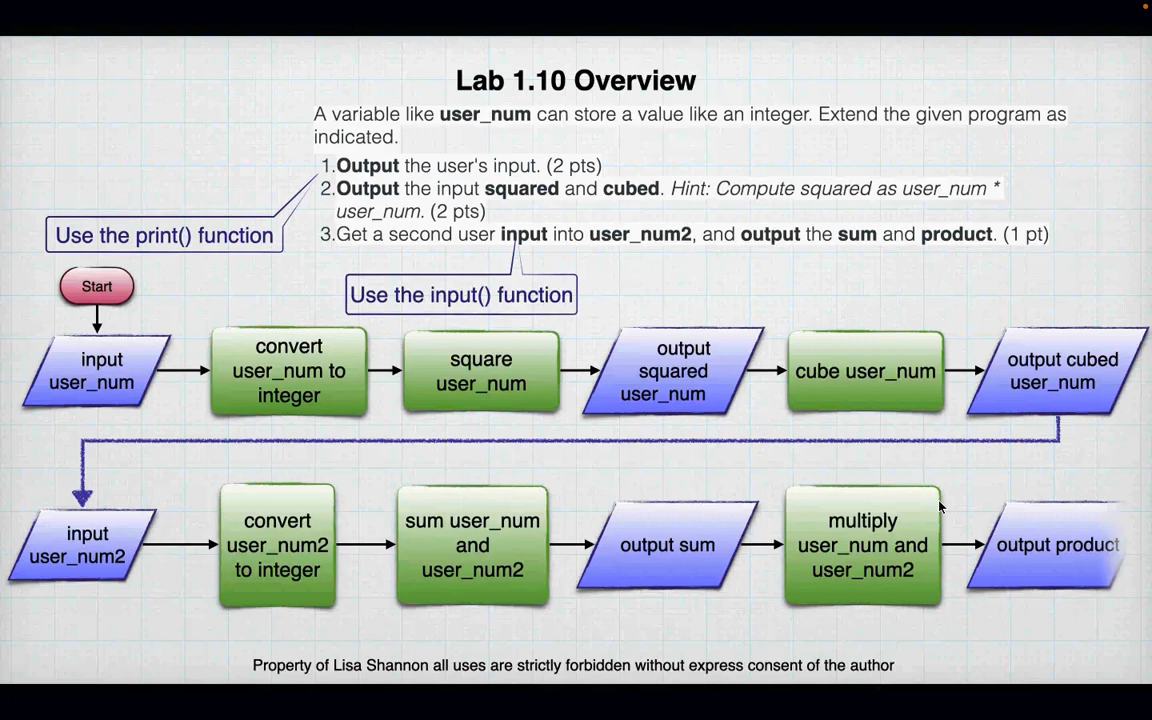 Lab 1.10 Overview
A variable like user_num can store a value like an integer. Extend the given program as
indicated.
1.Output the user's input. (2 pts)
2.Output the input squared and cubed. Hint: Compute squared as user_num *
user_num. (2 pts)
3.Get a second user input into user_num2, and output the sum and product. (1 pt)
Use the print() function
Use the input() function
Start
input
user_num
convert
user_num to
integer
square
user_num
output
squared
user_num
cube user_num
output cubed
user_num
input
user_num2
convert
user_num2
to integer
sum user_num
and
user_num2
output sum
multiply
user_num and
user_num2
output product
Property of Lisa Shannon all uses are strictly forbidden without express consent of the author